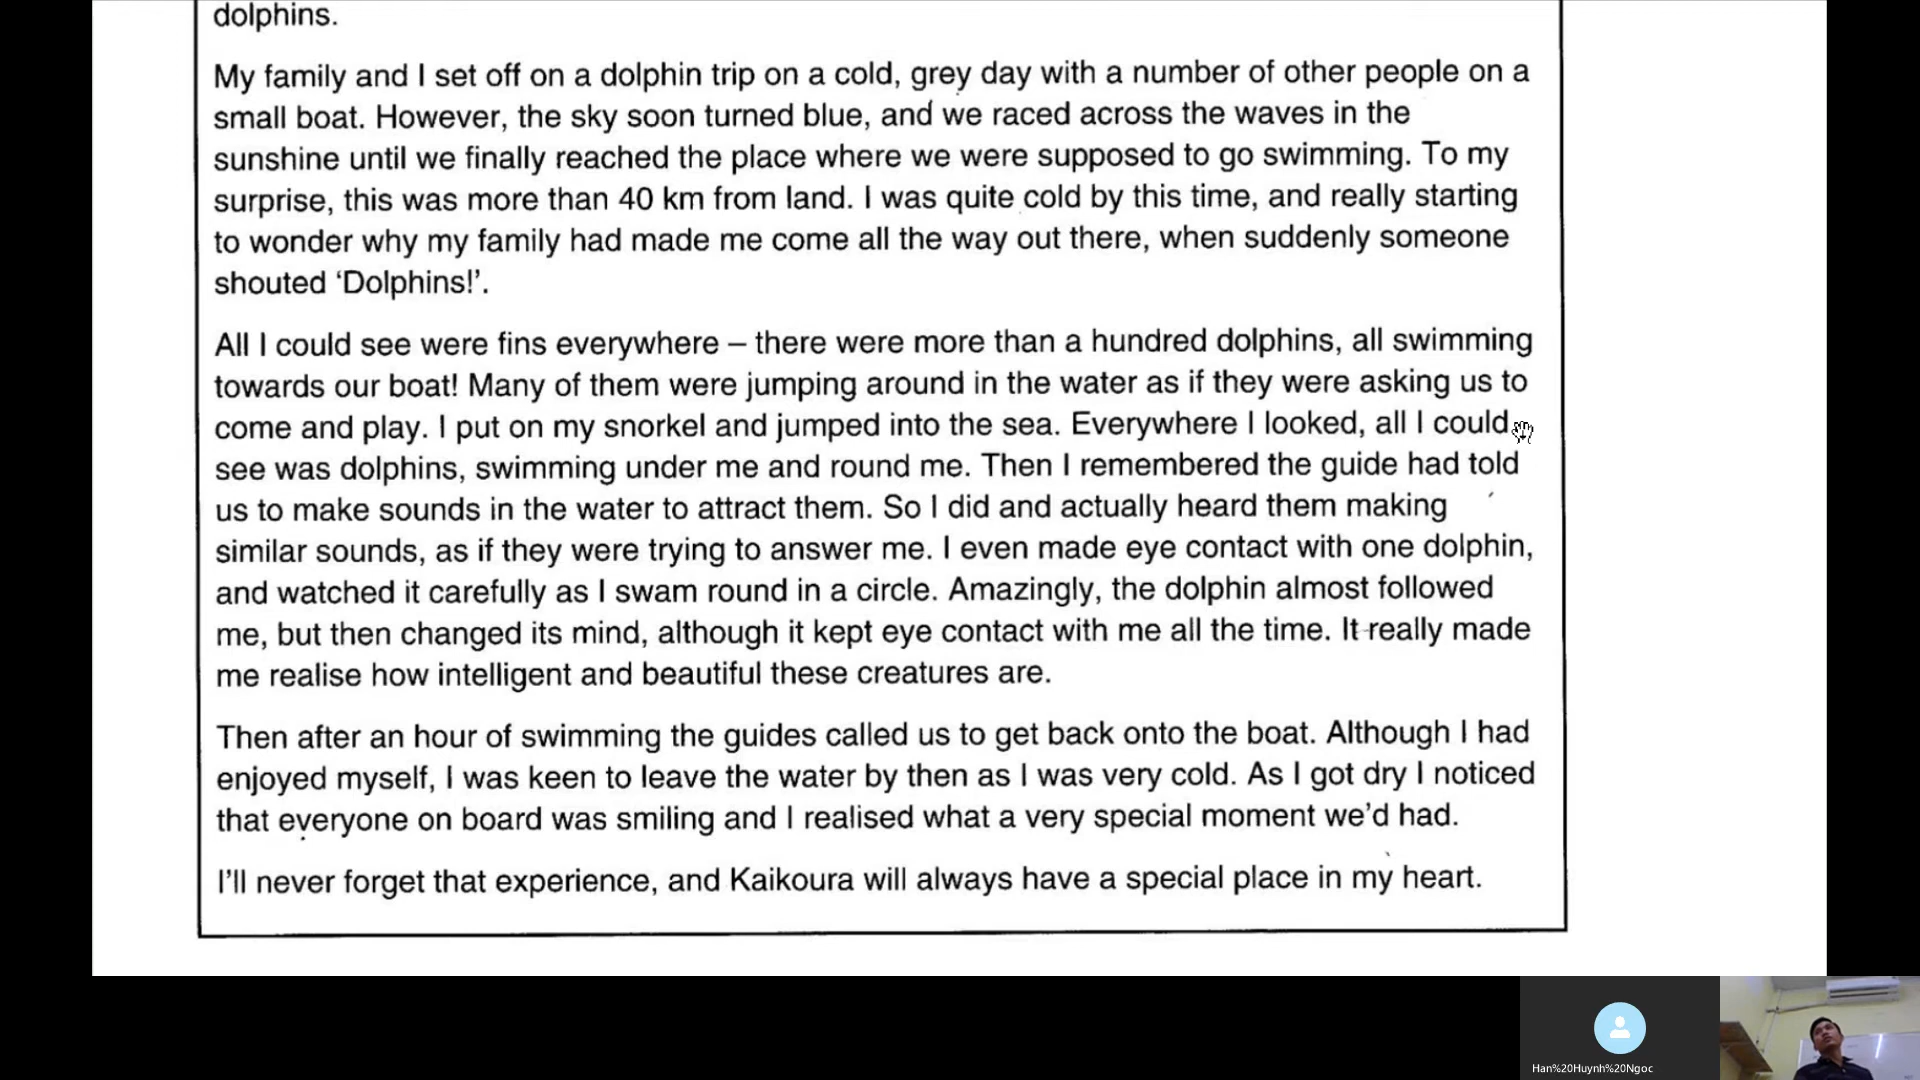 dolphins.
My family and I set off on a dolphin trip on a cold, grey day with a number of other people on a
small boat. However, the sky soon turned blue, and we raced across the waves in the
sunshine until we finally reached the place where we were supposed to go swimming. To my
surprise, this was more than 40 km from land. I was quite cold by this time, and really starting
to wonder why my family had made me come all the way out there, when suddenly someone
shouted ‘Dolphins!’.
All I could see were fins everywhere – there were more than a hundred dolphins, all swimming
towards our boat! Many of them were jumping around in the water as if they were asking us to
come and play. I put on my snorkel and jumped into the sea. Everywhere I looked, all I could
see was dolphins, swimming under me and round me. Then I remembered the guide had told
us to make sounds in the water to attract them. So I did and actually heard them making
similar sounds, as if they were trying to answer me. I even made eye contact with one dolphin,
and watched it carefully as I swam round in a circle. Amazingly, the dolphin almost followed
me, but then changed its mind, although it kept eye contact with me all the time. It really made
me realise how intelligent and beautiful these creatures are.
Then after an hour of swimming the guides called us to get back onto the boat. Although I had
enjoyed myself, I was keen to leave the water by then as I was very cold. As I got dry I noticed
that everyone on board was smiling and I realised what a very special moment we’d had.
I’ll never forget that experience, and Kaikoura will always have a special place in my heart.
Han%20Huynh%20Ngoc